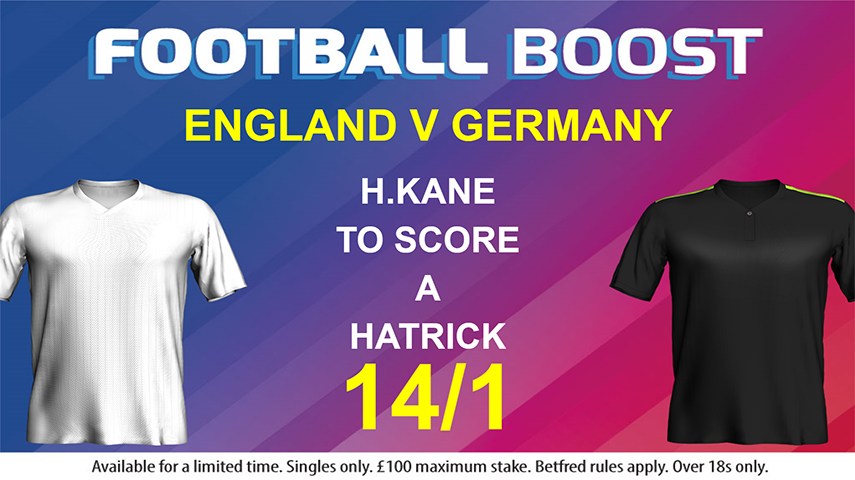 FOOTBALL BOOST
ENGLAND V GERMANY
H.KANE
TO SCORE
A
HATRICK
14/1
Available for a limited time. Singles only. £100 maximum stake. Betfred rules apply. Over 18s only.